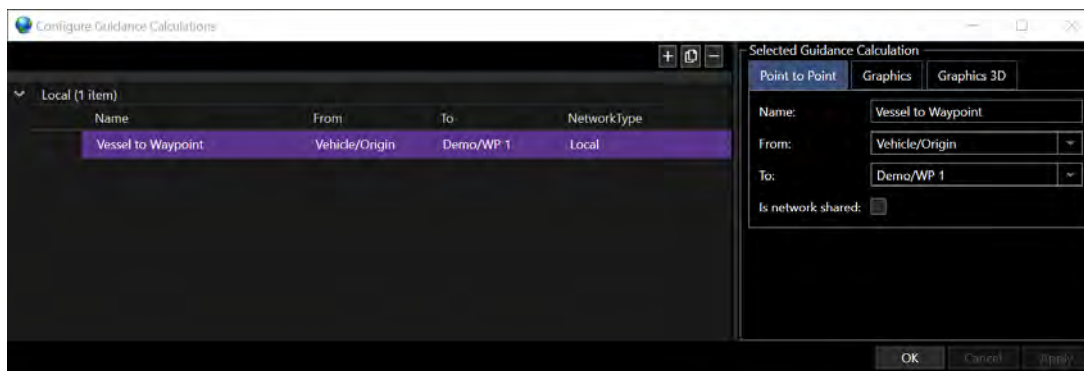 Configure Guidance Calculations
Selected Guidance Calculation
Point to Point Graphics Graphics 3D
Local (1 item)
Name From To NetworkType
Vessel to Waypoint Vehicle/Origin Demo/WP 1 Local
Name: Vessel to Waypoint
From: Vehicle/Origin
To: Demo/WP 1
Is network shared:
OK Cancel Apply